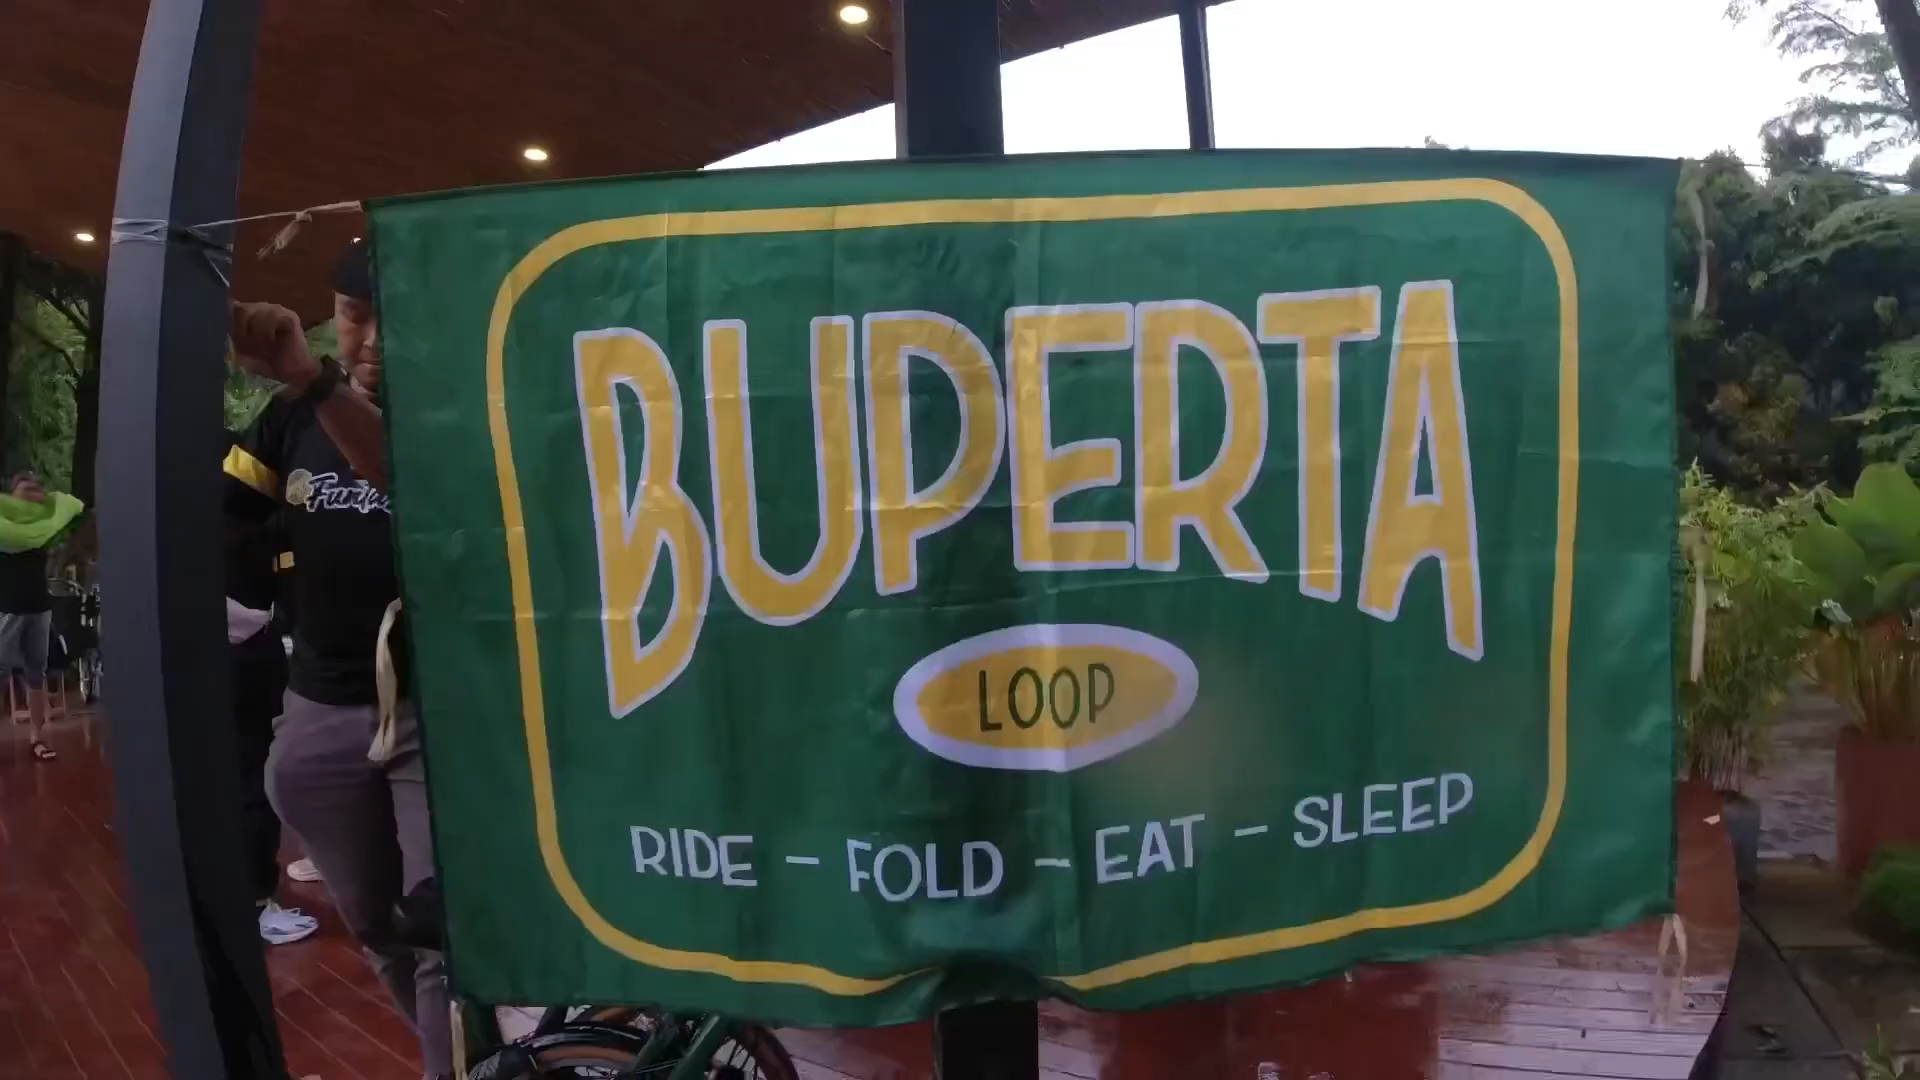 BUPERTA
LOOP
RIDE – FOLD – EAT – SLEEP